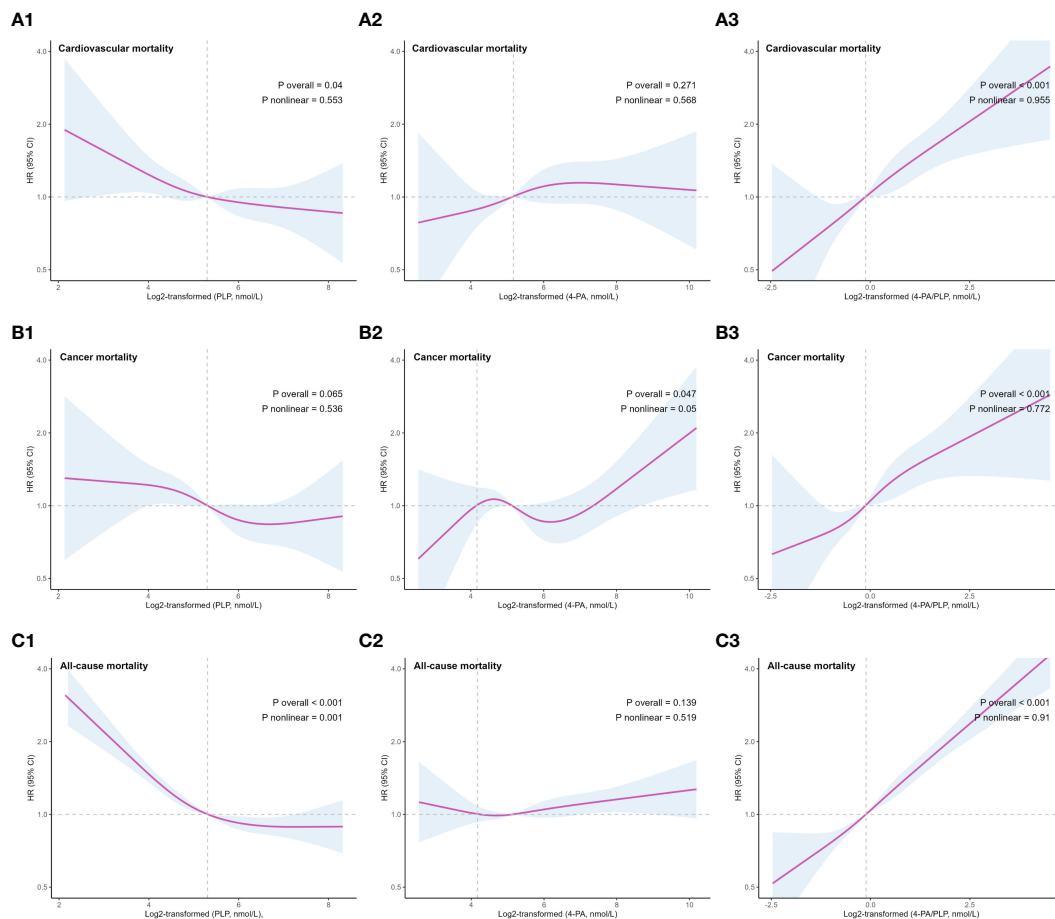 A1
A2
A3
4.0
Cardiovascular mortality
P overall = 0.04
P nonlinear = 0.553
2.0
HR (95% CI)
1.0
0.5
2
4
6
8
Log2-transformed (PLP, nmol/L)
4.0
Cardiovascular mortality
P overall = 0.271
P nonlinear = 0.568
2.0
HR (95% CI)
1.0
0.5
4
6
8
10
Log2-transformed (4-PA, nmol/L)
4.0
Cardiovascular mortality
P overall < 0.001
P nonlinear = 0.955
2.0
HR (95% CI)
1.0
0.5
-2.5
0.0
2.5
Log2-transformed (4-PA/PLP, nmol/L)
B1
B2
B3
4.0
Cancer mortality
P overall = 0.065
P nonlinear = 0.536
2.0
HR (95% CI)
1.0
0.5
2
4
6
8
Log2-transformed (PLP, nmol/L)
4.0
Cancer mortality
P overall = 0.047
P nonlinear = 0.05
2.0
HR (95% CI)
1.0
0.5
4
6
8
10
Log2-transformed (4-PA, nmol/L)
4.0
Cancer mortality
P overall < 0.001
P nonlinear = 0.772
2.0
HR (95% CI)
1.0
0.5
-2.5
0.0
2.5
Log2-transformed (4-PA/PLP, nmol/L)
C1
C2
C3
4.0
All-cause mortality
P overall < 0.001
P nonlinear = 0.001
2.0
HR (95% CI)
1.0
0.5
2
4
6
8
Log2-transformed (PLP, nmol/L),
4.0
All-cause mortality
P overall = 0.139
P nonlinear = 0.519
2.0
HR (95% CI)
1.0
0.5
4
6
8
10
Log2-transformed (4-PA, nmol/L)
4.0
All-cause mortality
P overall < 0.001
P nonlinear = 0.91
2.0
HR (95% CI)
1.0
0.5
-2.5
0.0
2.5
Log2-transformed (4-PA/PLP, nmol/L)